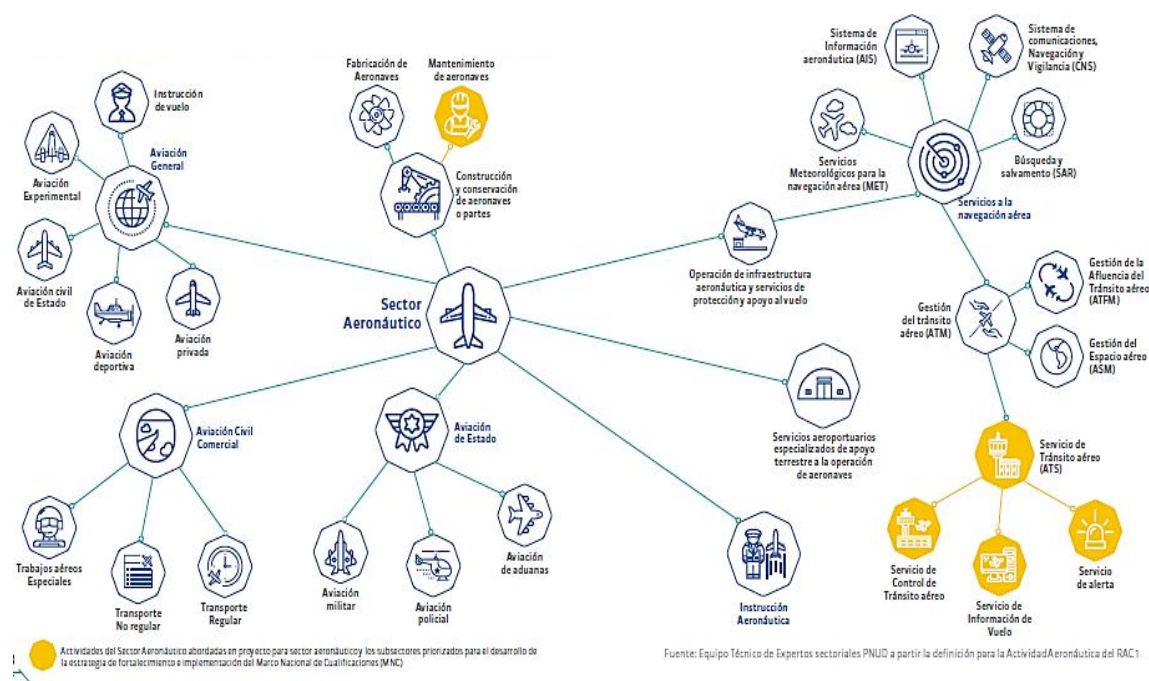 Instrucción
de vuelo
Aviación
General
Aviación
Experimental
Aviación civil
de Estado
Aviación
deportiva
Aviación
privada
Fabricación de
Aeronaves
Mantenimiento
de aeronaves
Construcción
y conservación
de aeronaves
o partes
Sistema de
Información
aeronáutica (AIS)
Sistema de
comunicaciones,
Navegación y
Vigilancia (CNS)
Servicios
Meteorológicos para
la navegación aérea (MET)
Búsqueda y
salvamento (SAR)
Servicios a la
navegación aérea
Operación de infraestructura
aeronáutica y servicios de
protección y apoyo al vuelo
Sector
Aeronáutico
Gestión
del tránsito
aéreo (ATM)
Gestión de la
Afluencia del
Tránsito aéreo
(ATFM)
Gestión del
Espacio aéreo
(ASM)
Aviación Civil
Comercial
Aviación
de Estado
Servicios aeroportuarios
especializados de apoyo
terrestre a la operación
de aeronaves
Servicio de
Tránsito aéreo
(ATS)
Trabajos aéreos
Especiales
Transporte
No regular
Transporte
Regular
Aviación
militar
Aviación
policial
Aviación
de aduanas
Instrucción
Aeronáutica
Servicio de
Control de
Tránsito aéreo
Servicio de
Información de
Vuelo
Servicio
de alerta
Actividades del Sector Aeronáutico abordadas en proyecto para sector aeronáutico y los subsectores priorizados para el desarrollo de
la estrategia de fortalecimiento e implementación del Marco Nacional de Cualificaciones (MNC)
Fuente: Equipo Técnico de Expertos sectoriales PNUD a partir la definición para la Actividad Aeronáutica del RAC1.